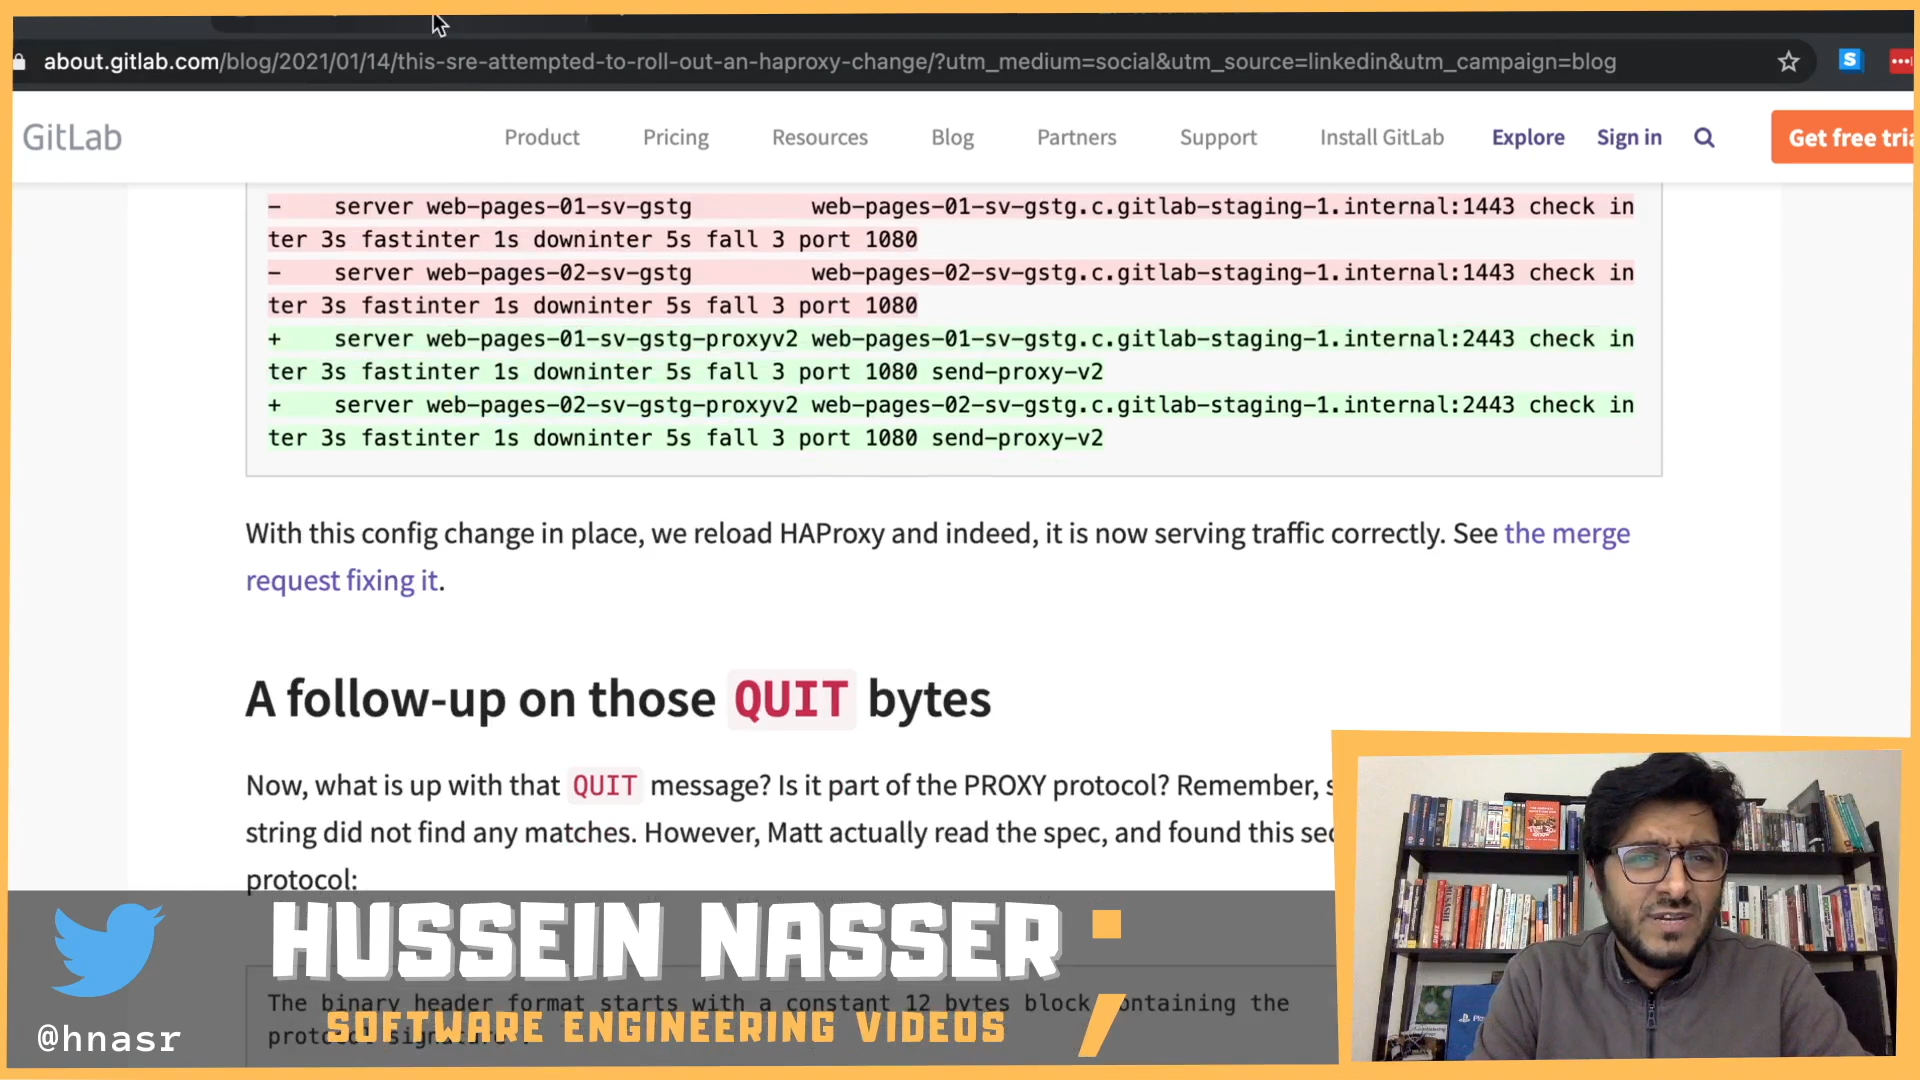 about.gitlab.com/blog/2021/01/14/this-sre-attempted-to-roll-out-an-haproxy-change/?utm_medium=social&utm_source=linkedin&utm_campaign=blog
S
GitLab Product Pricing Resources Blog Partners Support Install GitLab Explore Sign in Get free tria
- server web-pages-01-sv-gstg web-pages-01-sv-gstg.c.gitlab-staging-1.internal:1443 check in
ter 3s fastinter 1s downinter 5s fall 3 port 1080
- server web-pages-02-sv-gstg web-pages-02-sv-gstg.c.gitlab-staging-1.internal:1443 check in
ter 3s fastinter 1s downinter 5s fall 3 port 1080
+ server web-pages-01-sv-gstg-proxyv2 web-pages-01-sv-gstg.c.gitlab-staging-1.internal:2443 check in
ter 3s fastinter 1s downinter 5s fall 3 port 1080 send-proxy-v2
+ server web-pages-02-sv-gstg-proxyv2 web-pages-02-sv-gstg.c.gitlab-staging-1.internal:2443 check in
ter 3s fastinter 1s downinter 5s fall 3 port 1080 send-proxy-v2
With this config change in place, we reload HAProxy and indeed, it is now serving traffic correctly. See the merge
request fixing it.
A follow-up on those QUIT bytes
Now, what is up with that QUIT message? Is it part of the PROXY protocol? Remember, s
string did not find any matches. However, Matt actually read the spec, and found this sec
protocol:
HUSSEIN NASSER ;
The binary header format starts with a constant 12 bytes block containing the
SOFTWARE ENGINEERING VIDEOS
@hnasr